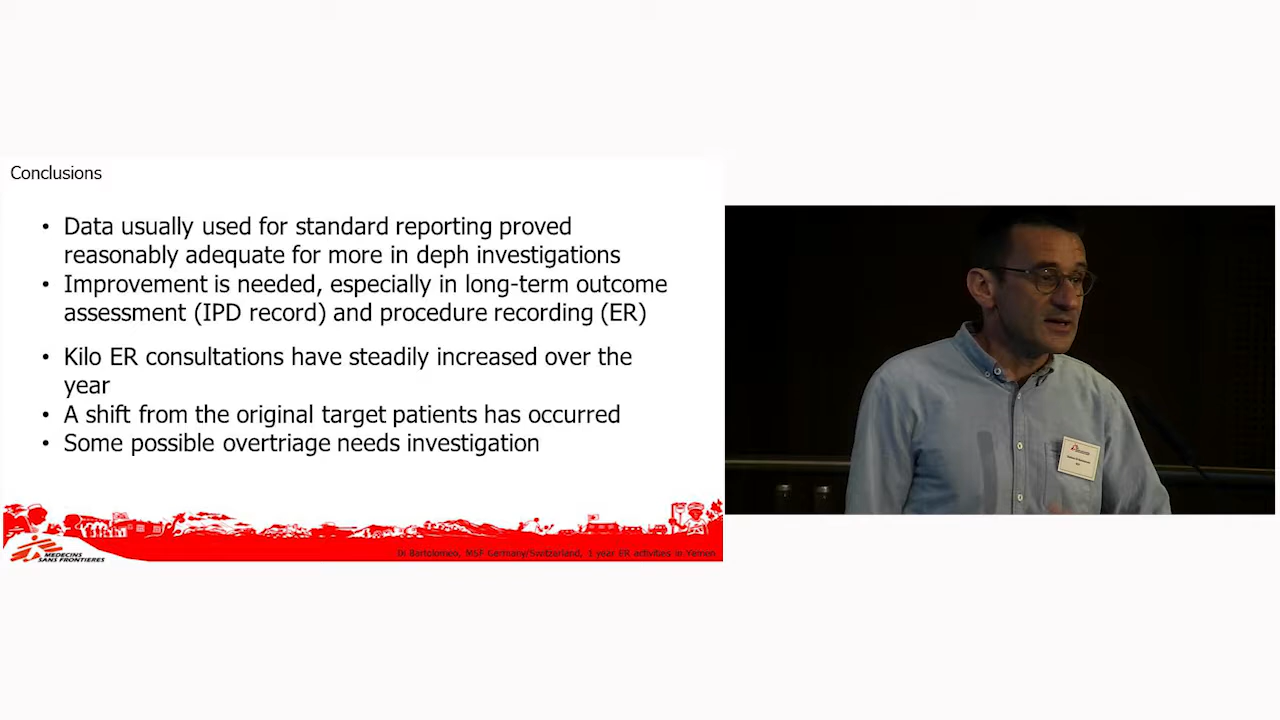 Conclusions
• Data usually used for standard reporting proved
reasonably adequate for more in deph investigations
• Improvement is needed, especially in long-term outcome
assessment (IPD record) and procedure recording (ER)
• Kilo ER consultations have steadily increased over the
year
• A shift from the original target patients has occurred
• Some possible overtriage needs investigation
MEDECINS
SANS FRONTIERES
Bartolomeo, MSF Germany/Switzerland, 1 year ER activities in Yemen